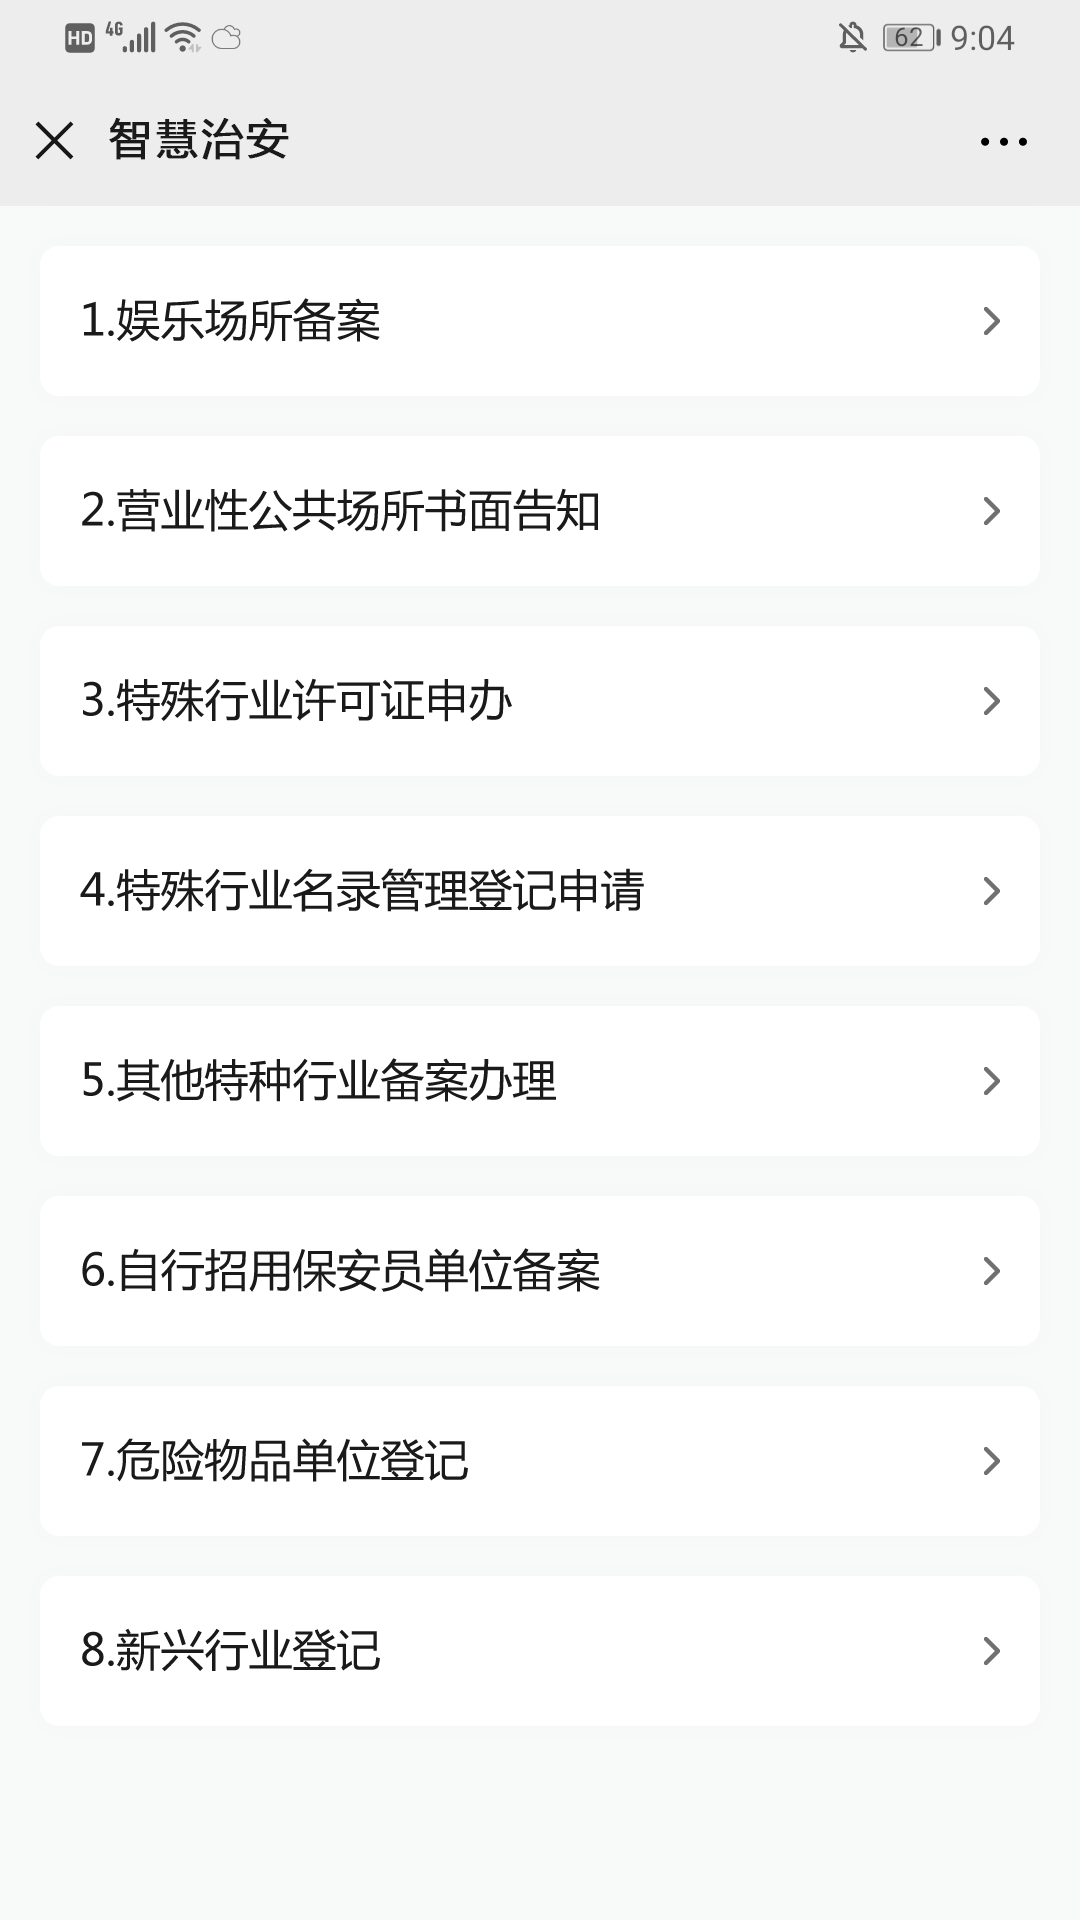 HD 4G 62 9:04
智慧治安
1.娱乐场所备案
2.营业性公共场所书面告知
3.特殊行业许可证申办
4.特殊行业名录管理登记申请
5.其他特种行业备案办理
6.自行招用保安员单位备案
7.危险物品单位登记
8.新兴行业登记